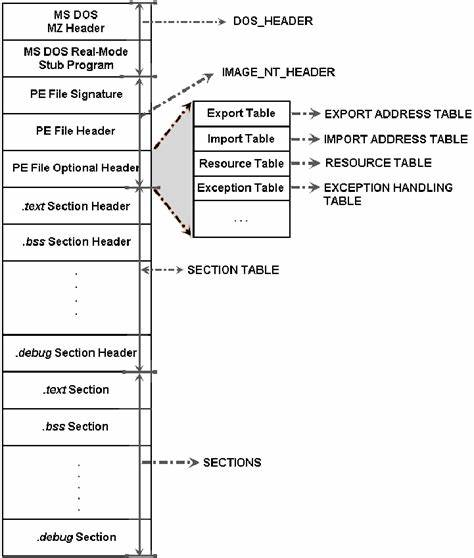 MS DOS
MZ Header
DOS_HEADER
MS DOS Real-Mode
Stub Program
IMAGE_NT_HEADER
PE File Signature
PE File Header
PE File Optional Header
Export Table
EXPORT ADDRESS TABLE
Import Table
IMPORT ADDRESS TABLE
Resource Table
RESOURCE TABLE
Exception Table
EXCEPTION HANDLING
TABLE
. . .
.text Section Header
.bss Section Header
.
.
.
.
SECTION TABLE
.debug Section Header
.text Section
.bss Section
.
.
.
.
.
SECTIONS
.debug Section